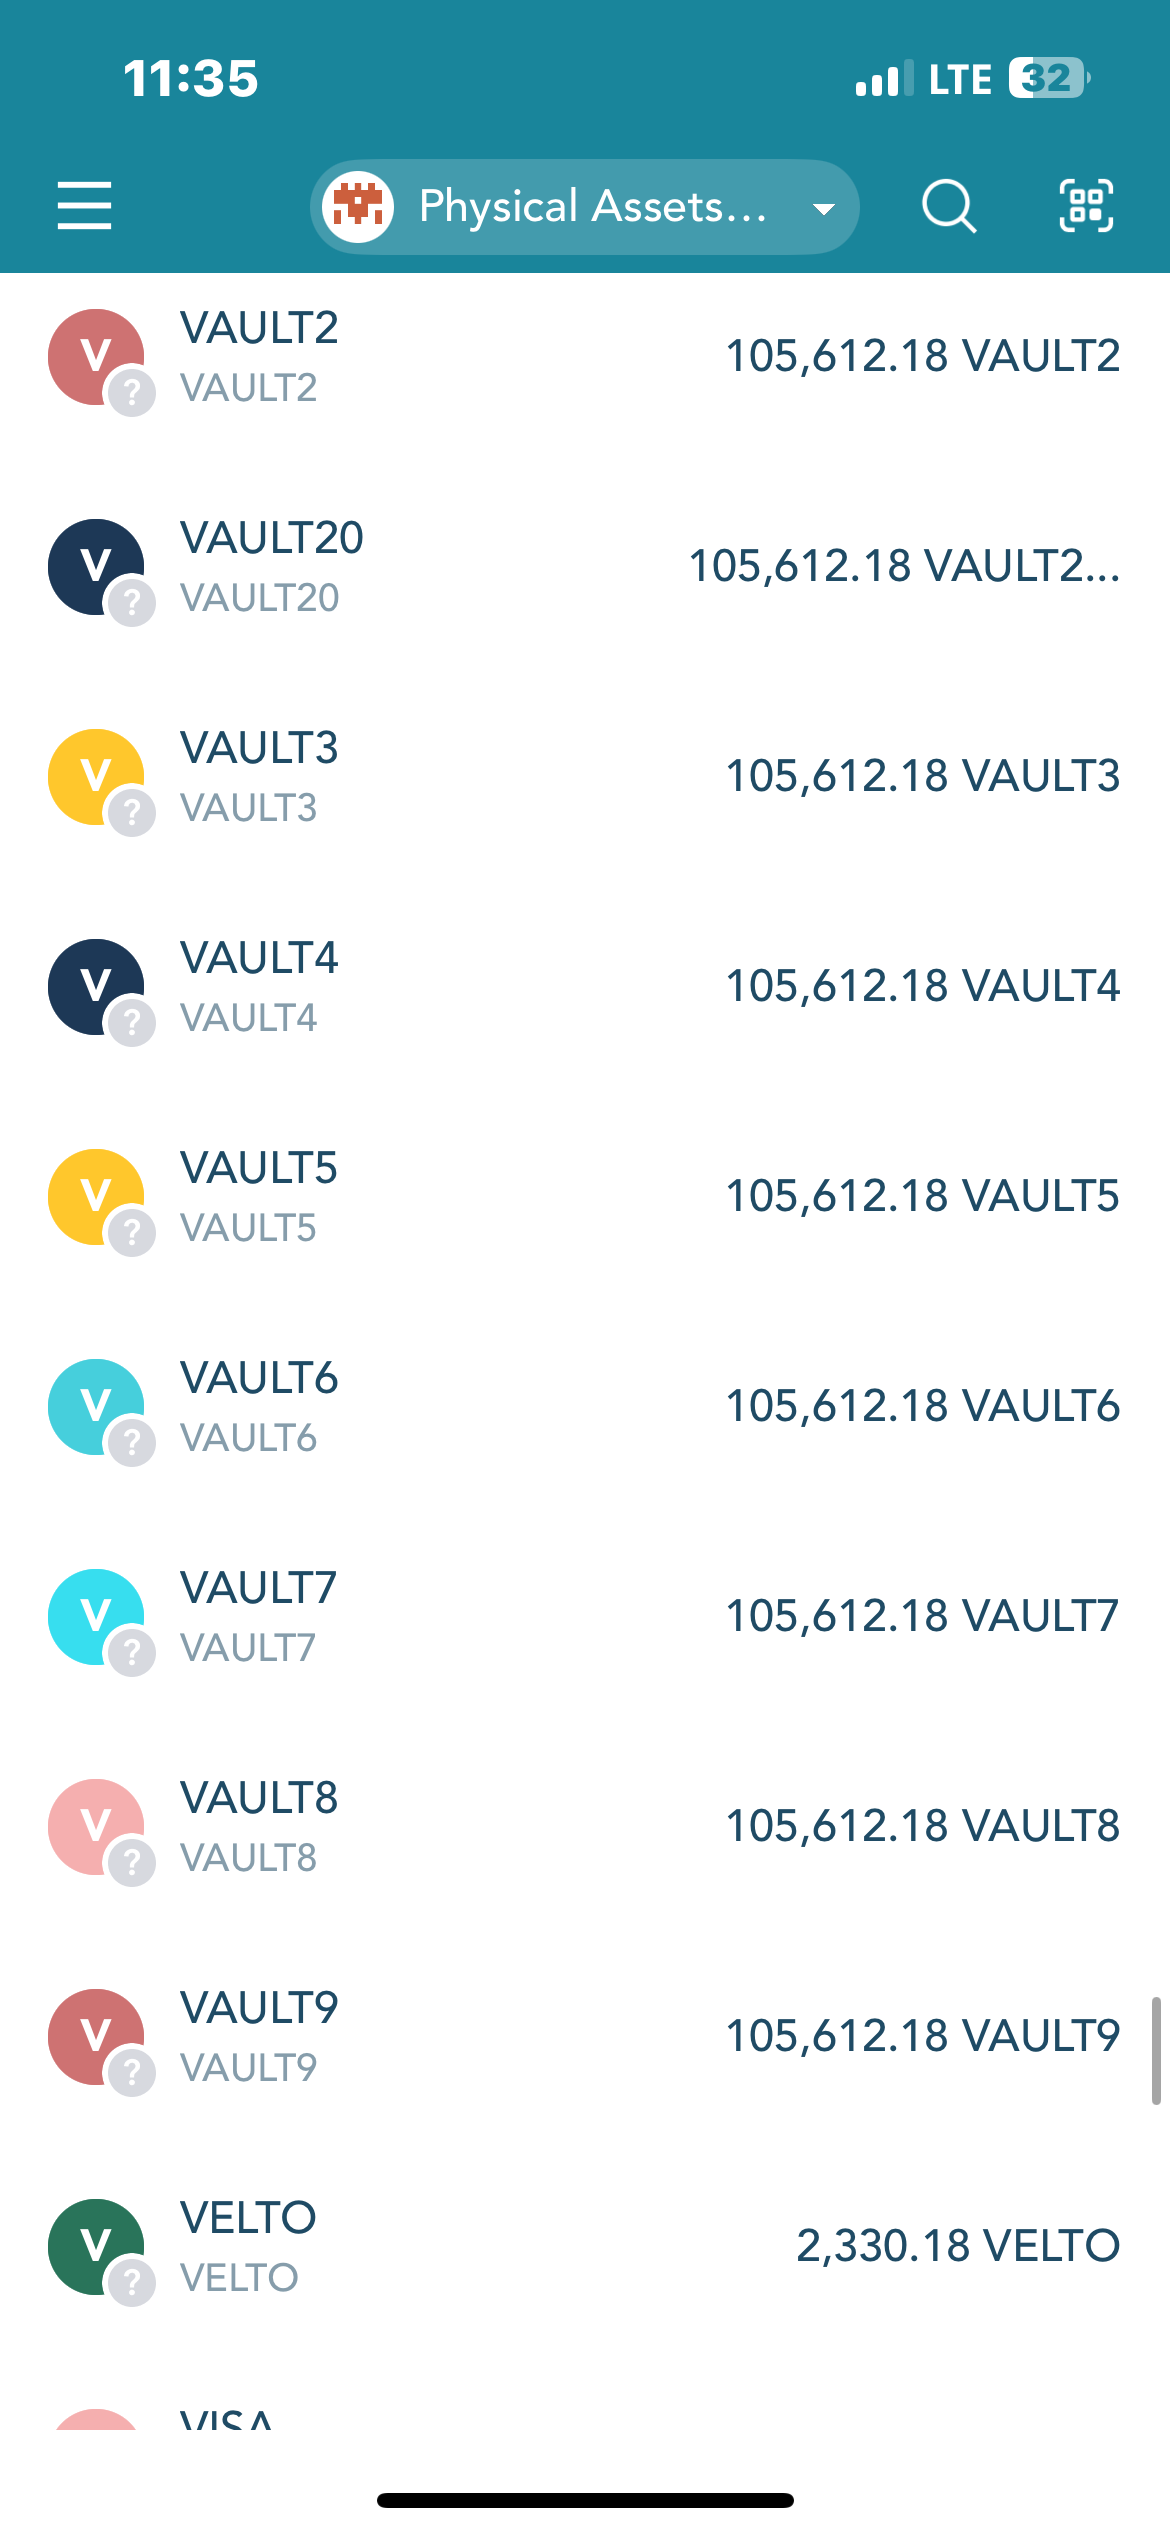 11:35
LTE 32
Physical Assets...
V
VAULT2
105,612.18 VAULT2
? VAULT2
V
VAULT20
105,612.18 VAULT2...
? VAULT20
V
VAULT3
105,612.18 VAULT3
? VAULT3
V
VAULT4
105,612.18 VAULT4
? VAULT4
V
VAULT5
105,612.18 VAULT5
? VAULT5
V
VAULT6
105,612.18 VAULT6
? VAULT6
V
VAULT7
105,612.18 VAULT7
? VAULT7
V
VAULT8
105,612.18 VAULT8
? VAULT8
V
VAULT9
105,612.18 VAULT9
? VAULT9
V
VELTO
2,330.18 VELTO
? VELTO
VISA